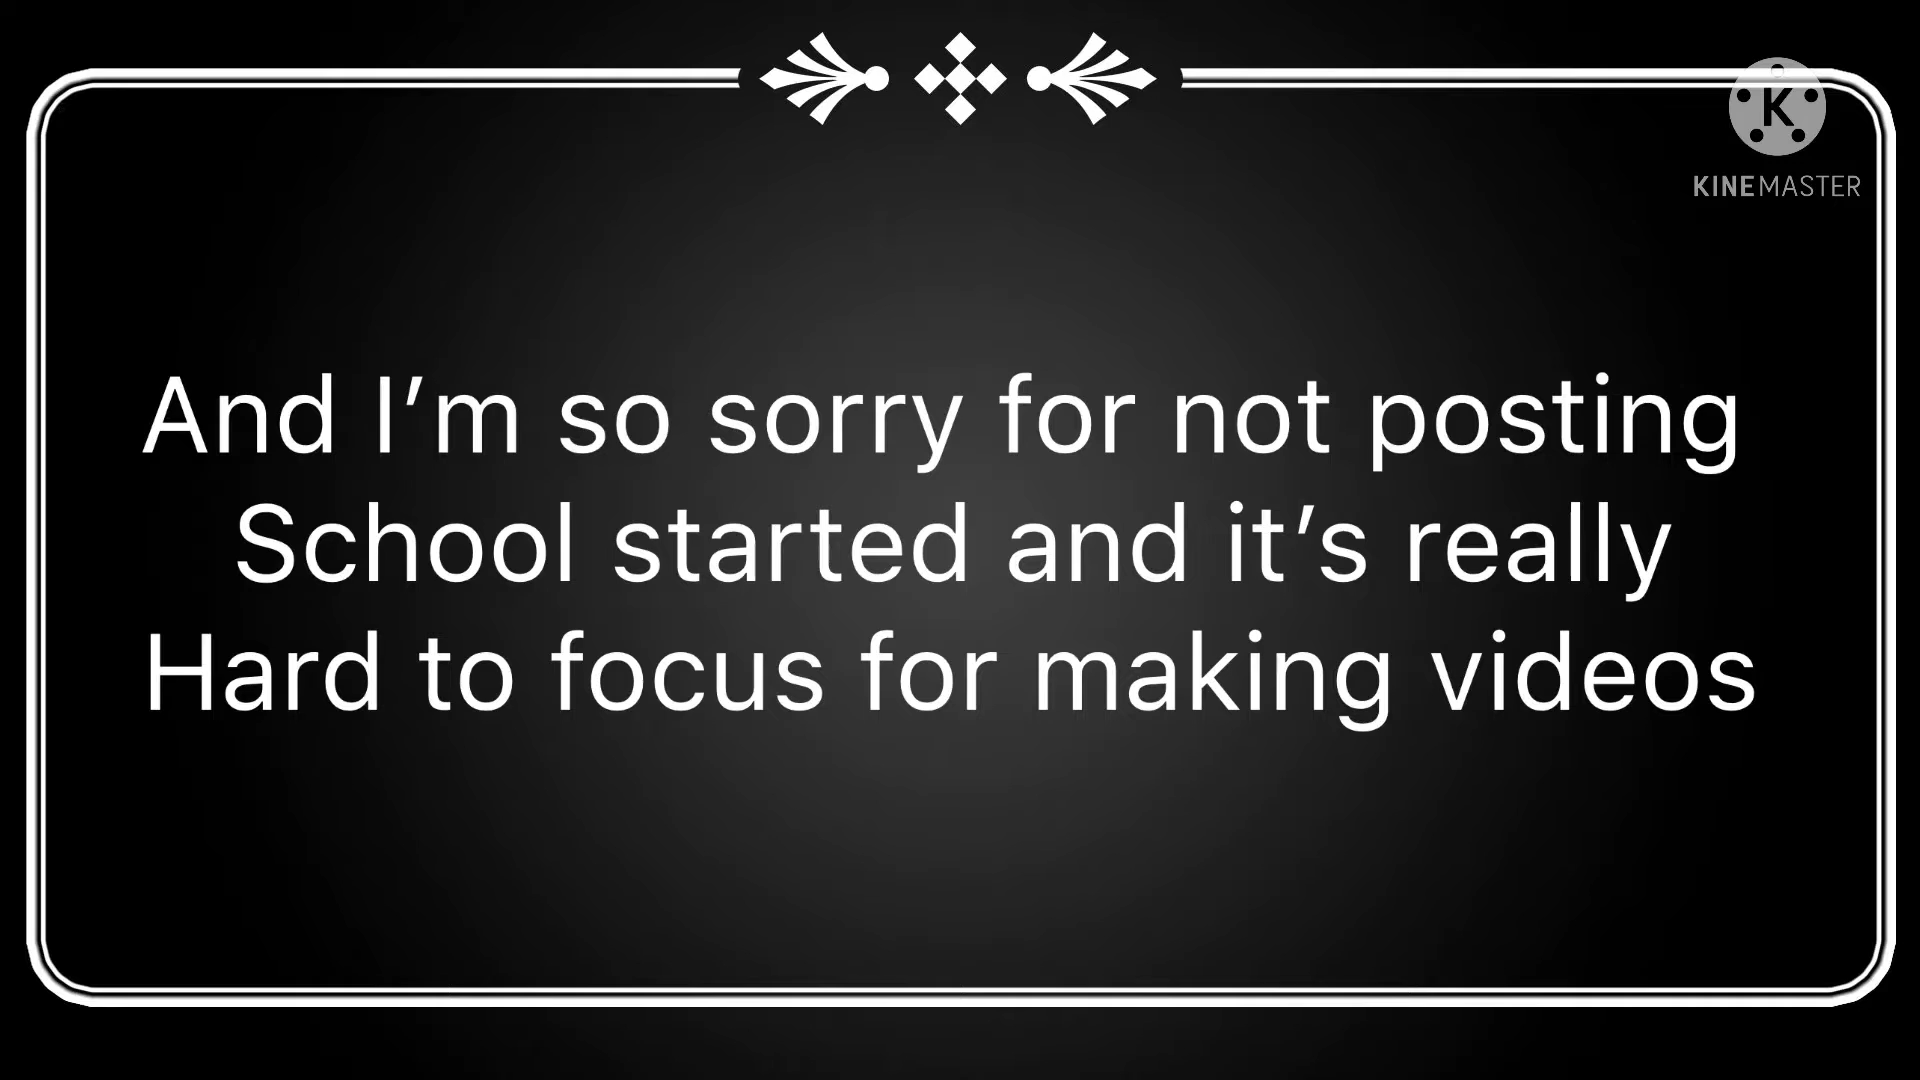 K
KINEMASTER
And I’m so sorry for not posting
School started and it’s really
Hard to focus for making videos